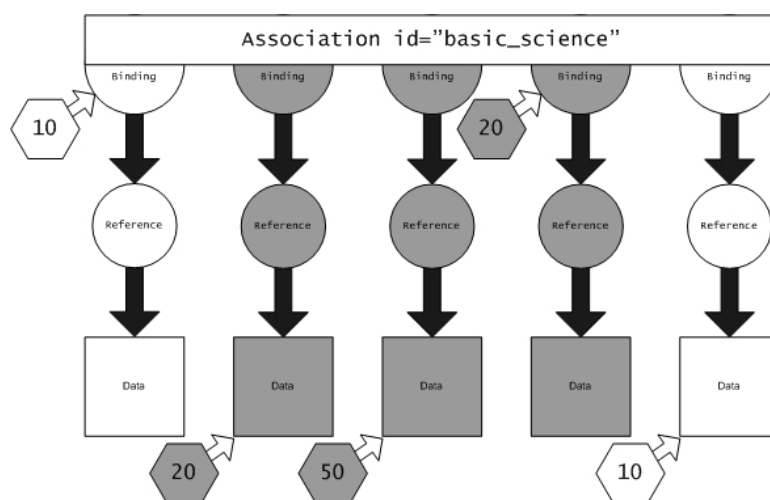 Association id=”basic_science”
Binding Binding Binding Binding Binding
10 20
Reference Reference Reference Reference Reference
Data Data Data Data Data
20 50 10